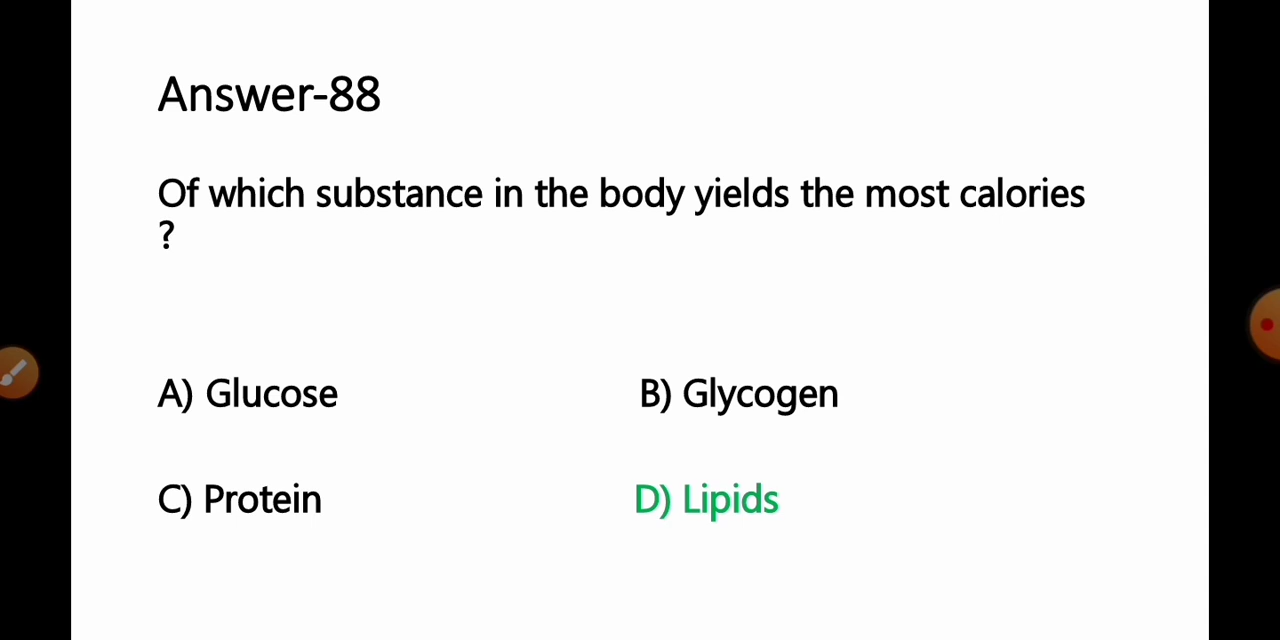 Answer-88
Of which substance in the body yields the most calories
?
A) Glucose B) Glycogen
C) Protein D) Lipids